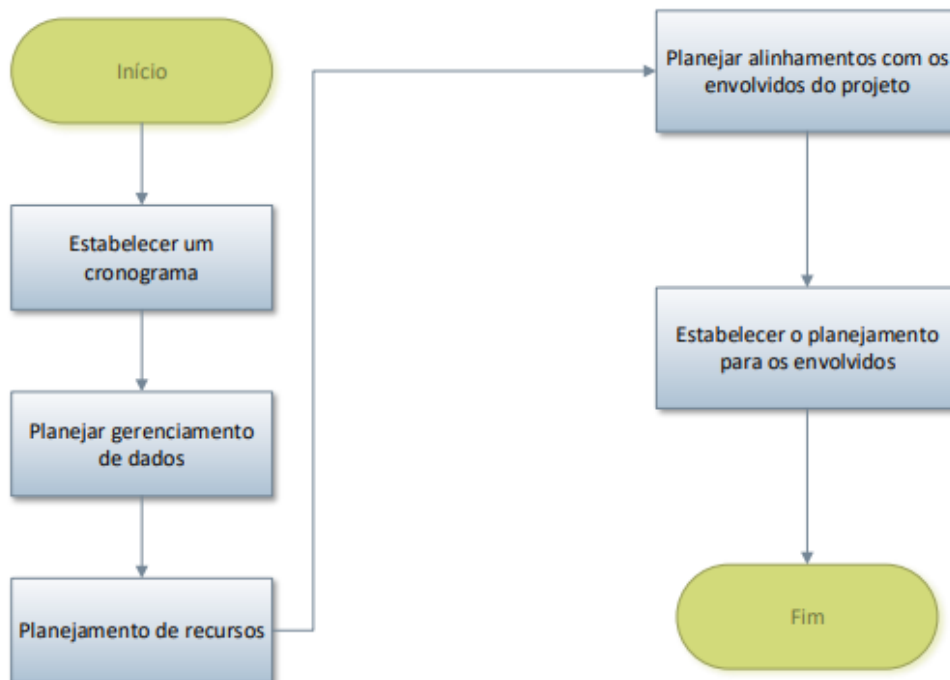 Início
Estabelecer um
cronograma
Planejar gerenciamento
de dados
Planejamento de recursos
Planejar alinhamentos com os
envolvidos do projeto
Estabelecer o planejamento
para os envolvidos
Fim